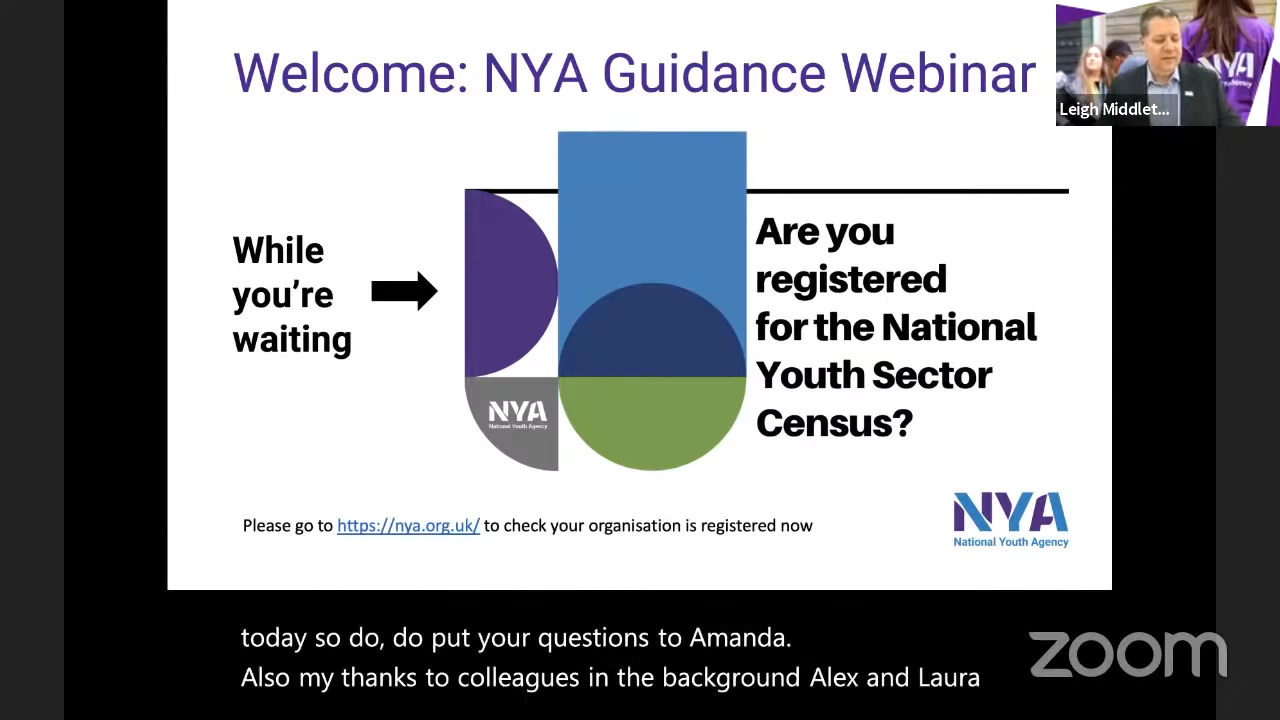 Welcome: NYA Guidance Webinar
NYA
Leigh Middlet...
While
you're
waiting
Are you
registered
for the National
Youth Sector
Census?
NYA
National Youth Agency
Please go to https://nya.org.uk/ to check your organisation is registered now
NYA
National Youth Agency
today so do, do put your questions to Amanda.
Also my thanks to colleagues in the background Alex and Laura
zoom